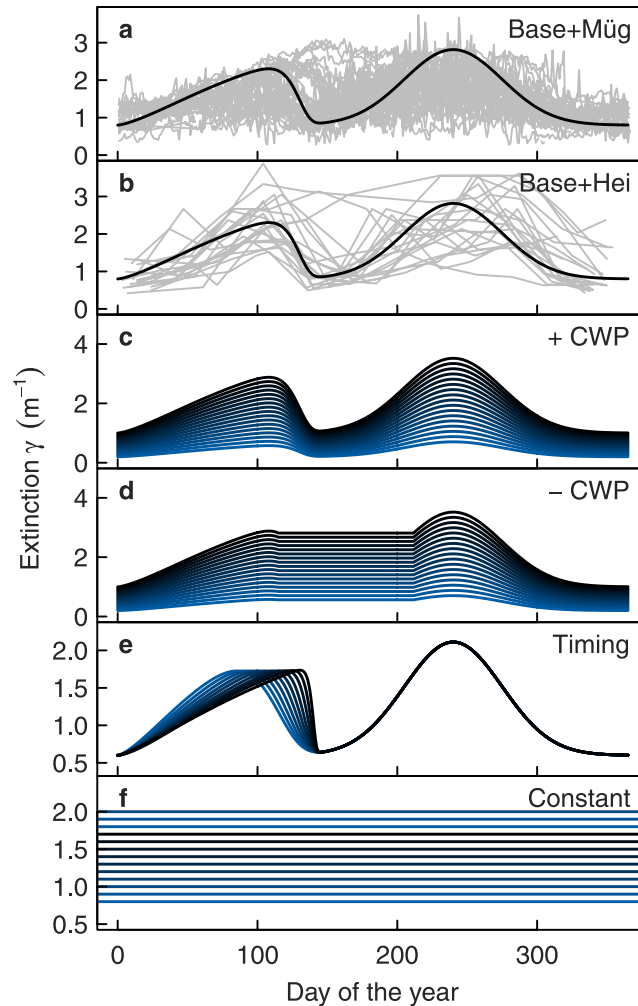 a Base+Müg
3
2
1
0
b Base+Hei
3
2
1
0
c + CWP
4
2
0
d − CWP
4
2
0
e Timing
2.0
1.5
1.0
0.5
f Constant
2.0
1.5
1.0
0.5
Extinction γ (m⁻¹)
0 100 200 300
Day of the year